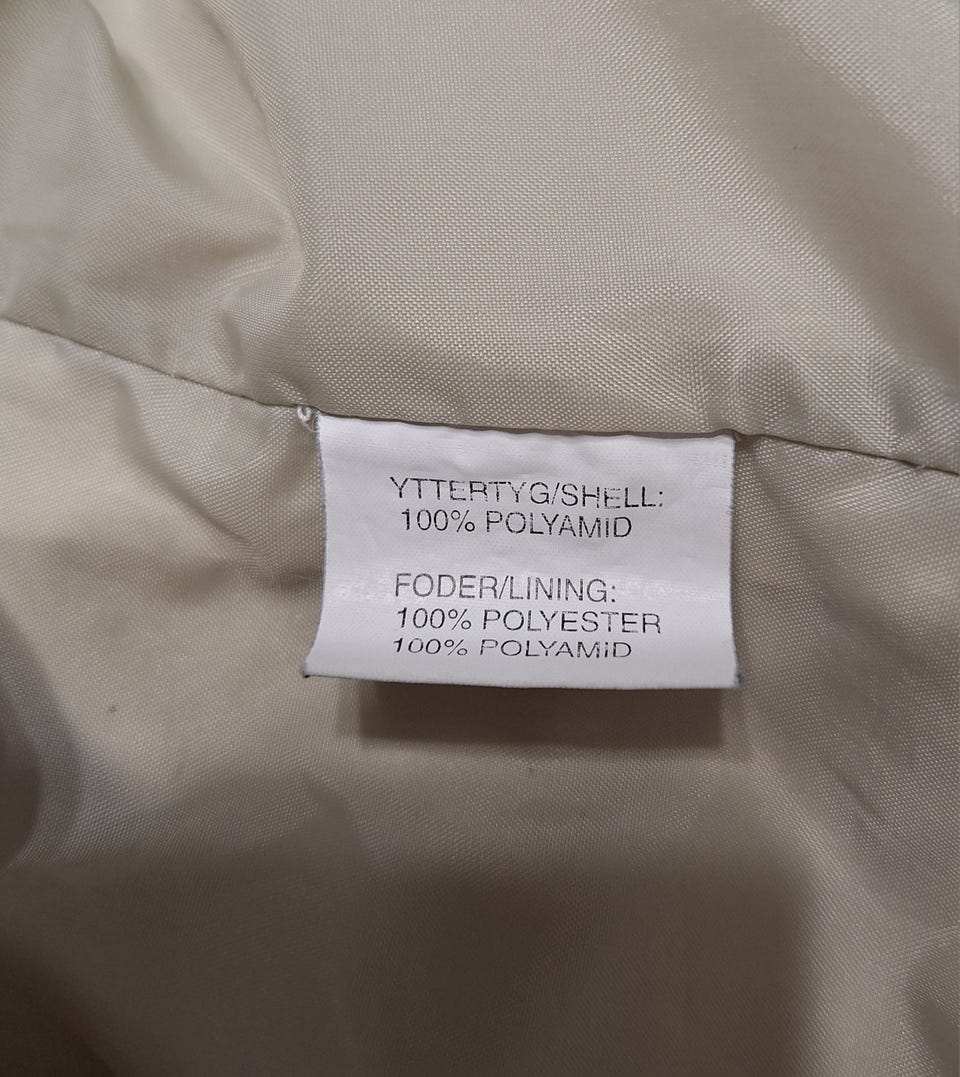 YTTERTYG/SHELL:
100% POLYAMID
FODER/LINING:
100% POLYESTER
100% POLYAMID